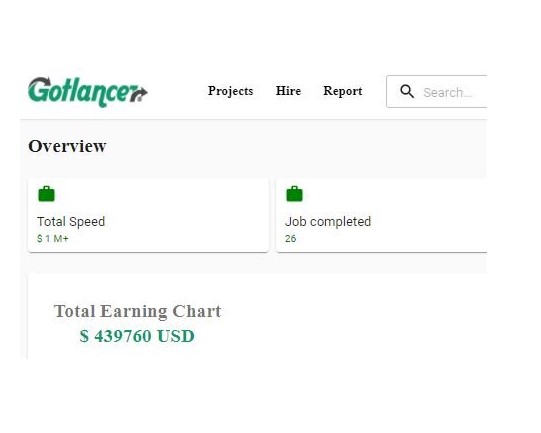 Gotlancer
Projects Hire Report Search...
Overview
Total Speed
$ 1 M+
Job completed
26
Total Earning Chart
$ 439760 USD